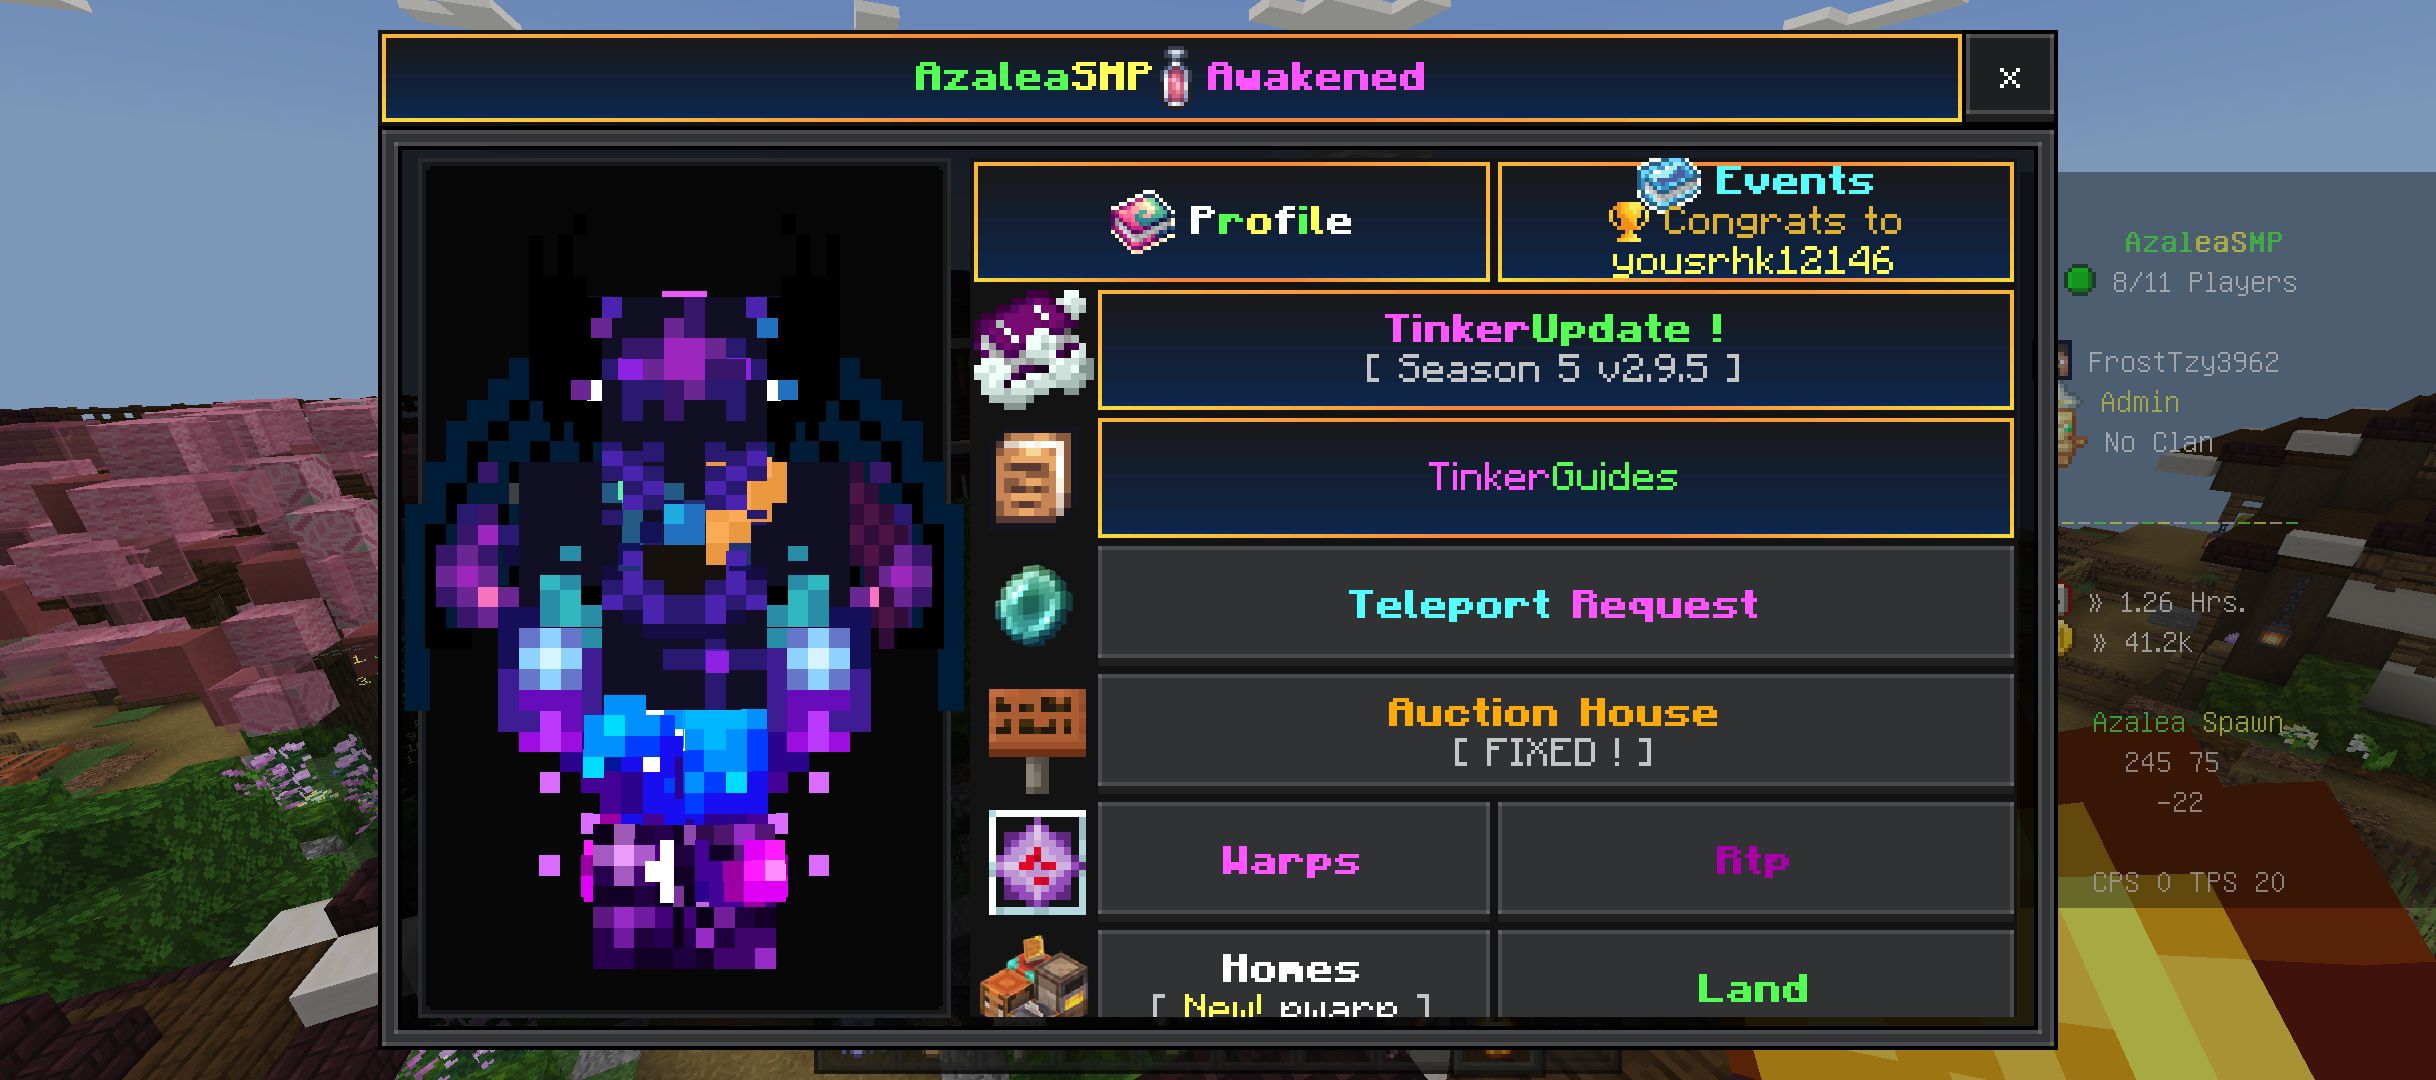 AzaleaSMP Awakened
x
Profile
Events
Congrats to
yousrhk12146
TinkerUpdate !
[ Season 5 v2.9.5 ]
TinkerGuides
Teleport Request
Auction House
[ FIXED ! ]
Warps
Rtp
Homes
[ New! pwarp ]
Land
AzaleaSMP
8/11 Players
FrostTzy3962
Admin
No Clan
» 1.26 Hrs.
» 41.2k
Azalea Spawn
245 75
-22
CPS 0 TPS 20